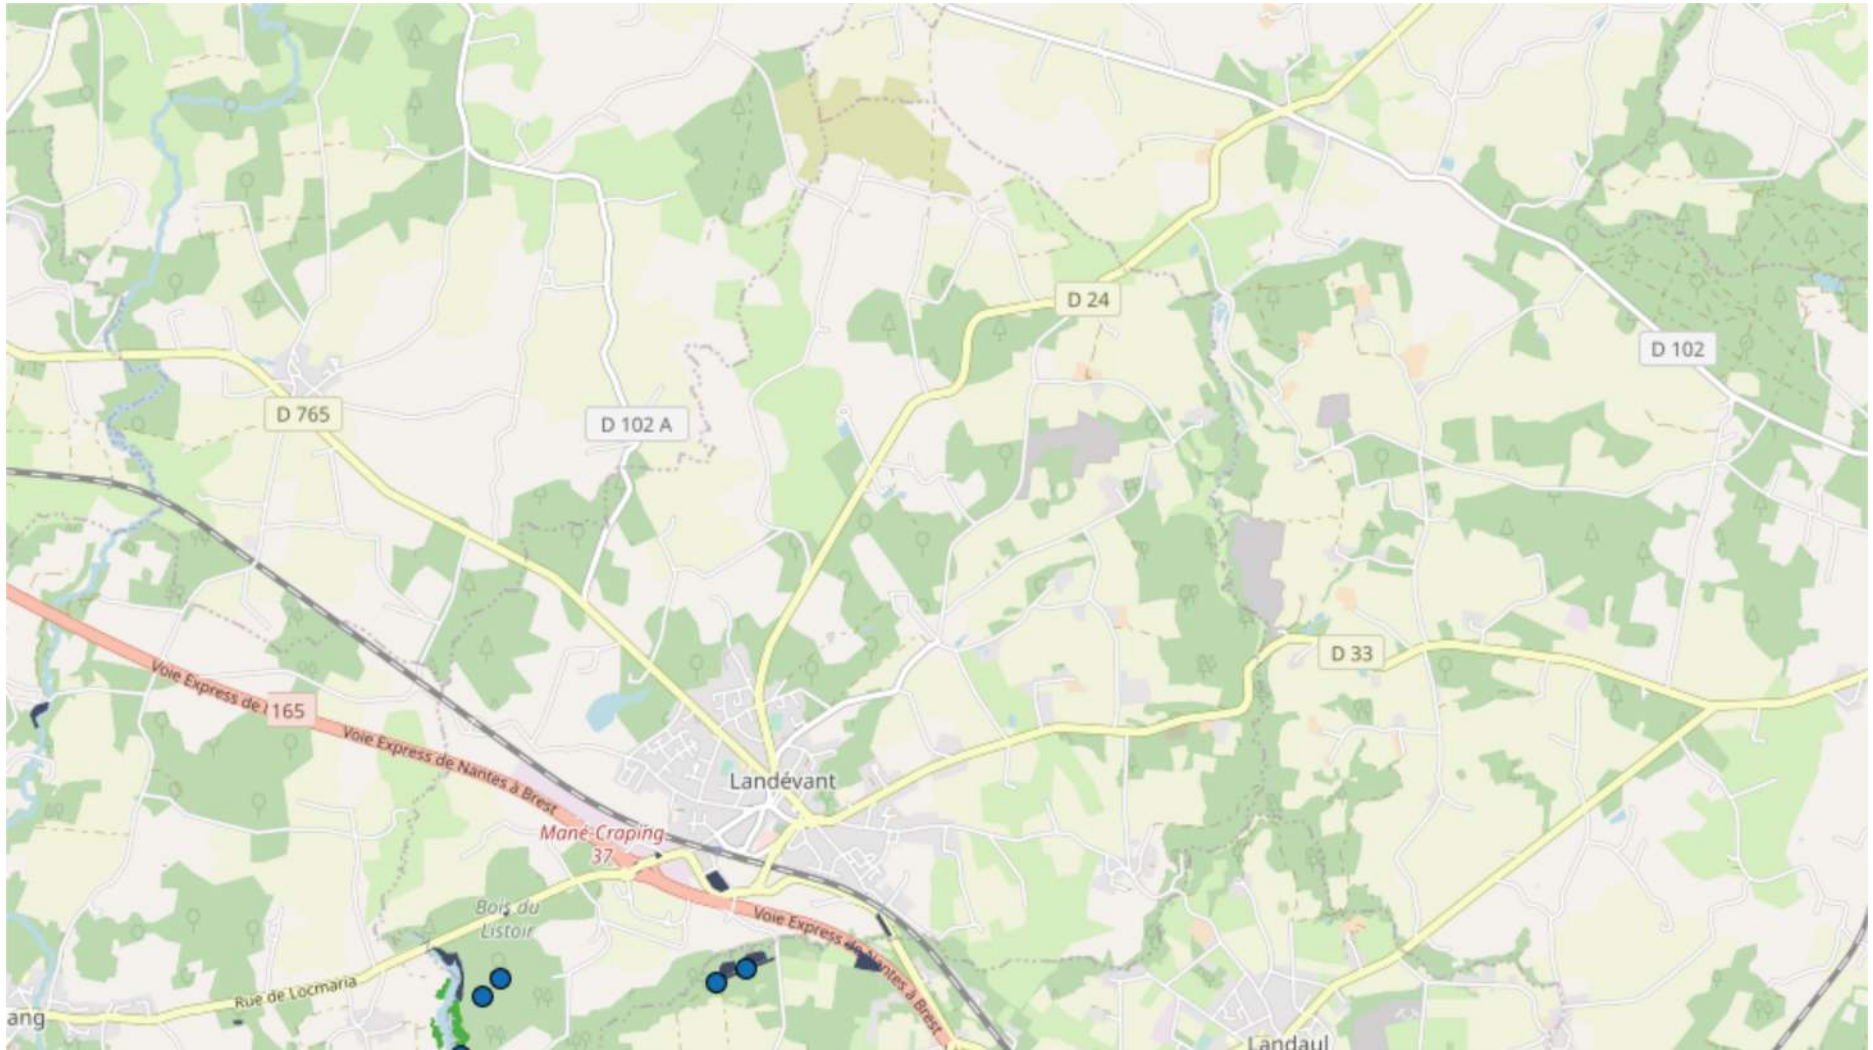 D 24
D 102
D 765
D 102 A
D 33
Voie Express de
165
Voie Express de Nantes à Brest
Landévant
Mané-Craping
37
Bois du
Listoir
Voie Express de Nantes à Brest
Rue de Locmaria
ang
Landaul